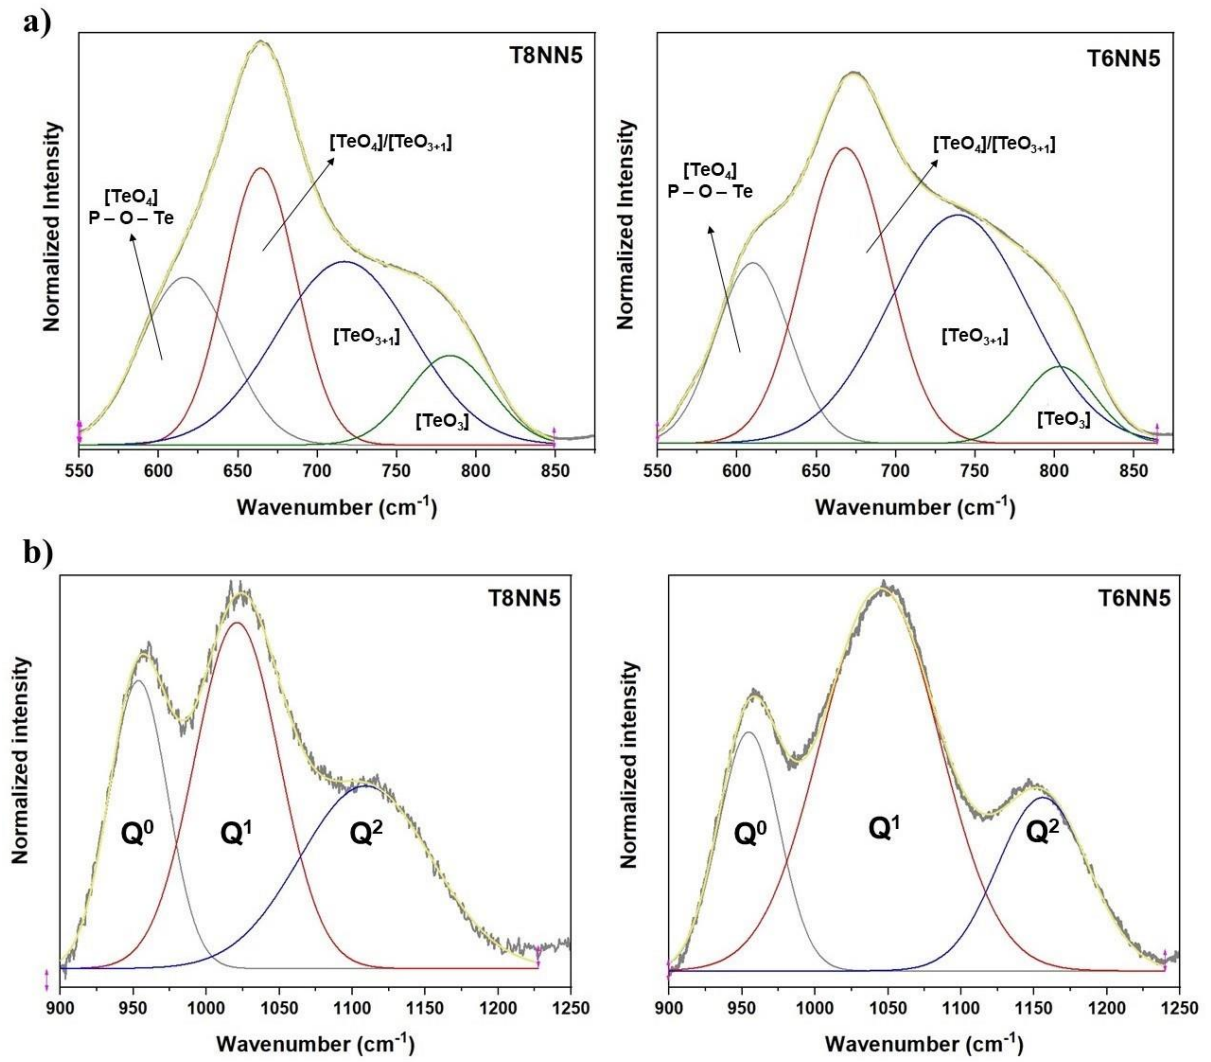 a)
T8NN5
[TeO₄]/[TeO₃₊₁]
[TeO₄]
P – O – Te
[TeO₃₊₁]
[TeO₃]
Normalized Intensity
550 600 650 700 750 800 850
Wavenumber (cm⁻¹)
T6NN5
[TeO₄]/[TeO₃₊₁]
[TeO₄]
P – O – Te
[TeO₃₊₁]
[TeO₃]
Normalized Intensity
550 600 650 700 750 800 850
Wavenumber (cm⁻¹)
b)
T8NN5
Q⁰ Q¹ Q²
Normalized intensity
900 950 1000 1050 1100 1150 1200 1250
Wavenumber (cm⁻¹)
T6NN5
Q⁰ Q¹ Q²
Normalized intensity
900 950 1000 1050 1100 1150 1200 1250
Wavenumber (cm⁻¹)